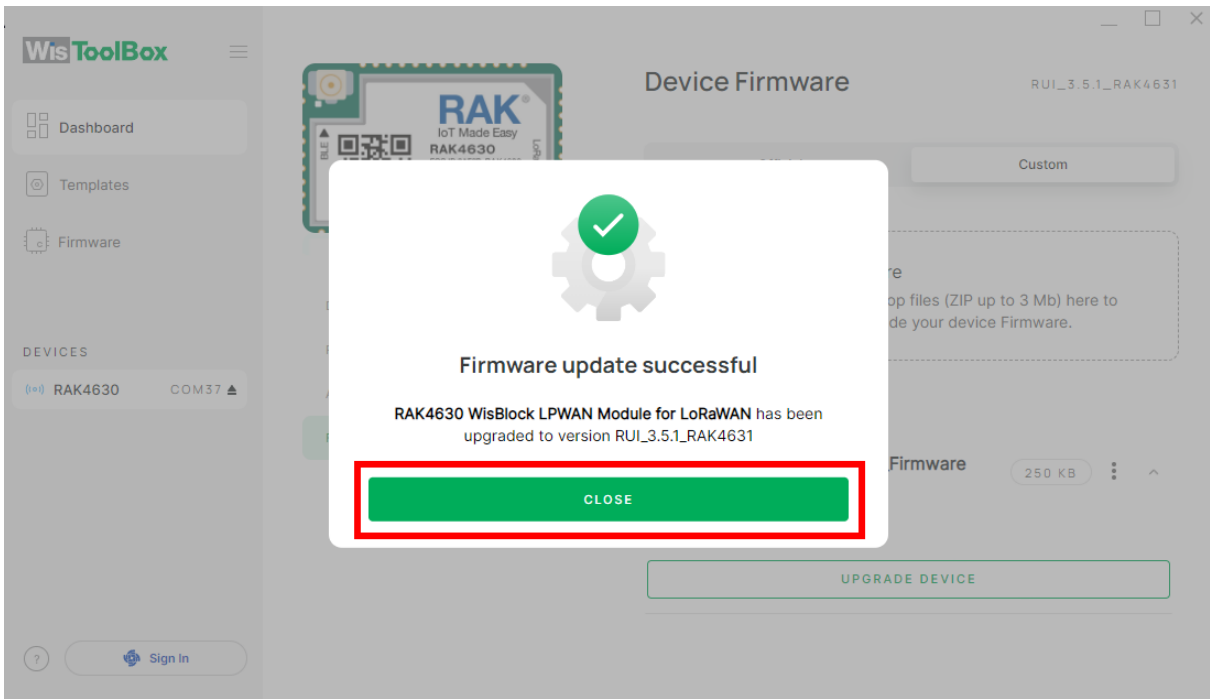 WisToolBox
Dashboard
Templates
Firmware
DEVICES
RAK4630 COM37
Sign In
RAK
IoT Made Easy
RAK4630
BLE
Device Firmware RUI_3.5.1_RAK4631
Custom
re
op files (ZIP up to 3 Mb) here to
de your device Firmware.
Firmware update successful
RAK4630 WisBlock LPWAN Module for LoRaWAN has been
upgraded to version RUI_3.5.1_RAK4631
CLOSE
_Firmware 250 KB
UPGRADE DEVICE
?